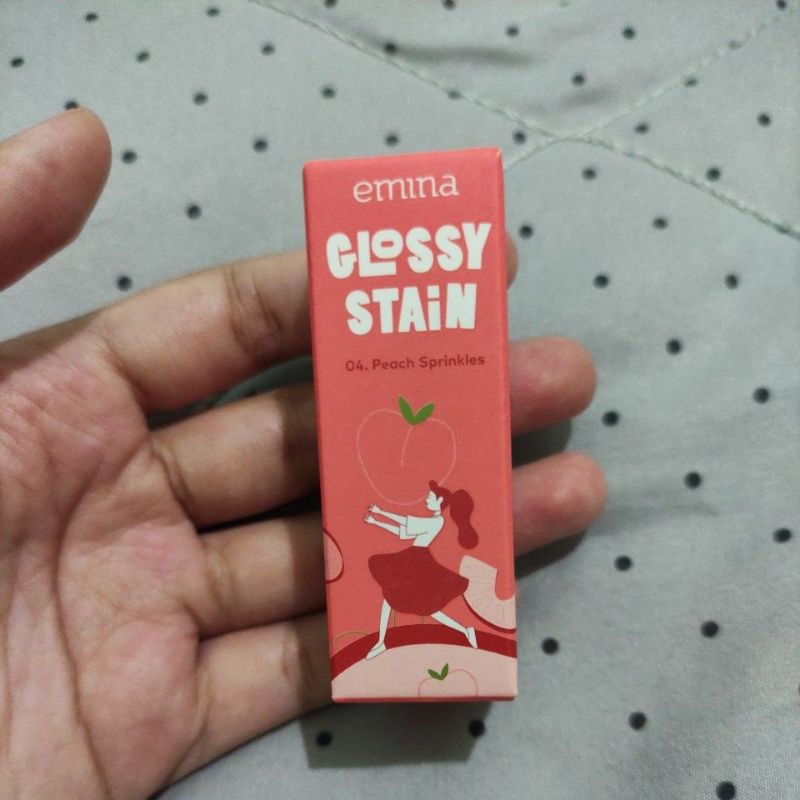 emina
GLOSSY
STAiN
04. Peach Sprinkles